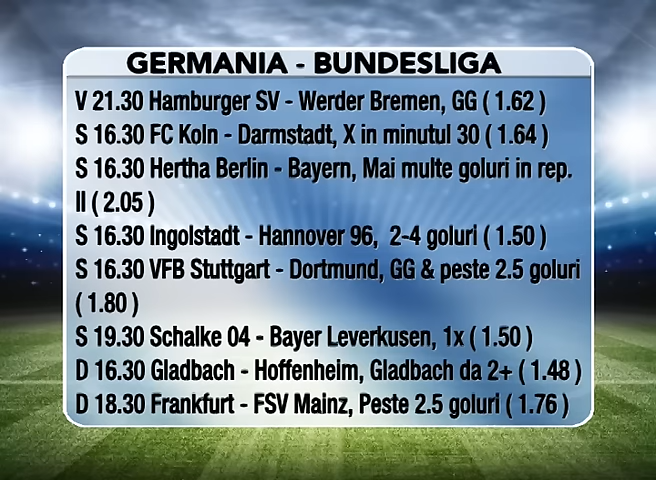 GERMANIA - BUNDESLIGA
V 21.30 Hamburger SV - Werder Bremen, GG ( 1.62 )
S 16.30 FC Koln - Darmstadt, X in minutul 30 ( 1.64 )
S 16.30 Hertha Berlin - Bayern, Mai multe goluri in rep.
II ( 2.05 )
S 16.30 Ingolstadt - Hannover 96, 2-4 goluri ( 1.50 )
S 16.30 VFB Stuttgart - Dortmund, GG & peste 2.5 goluri
( 1.80 )
S 19.30 Schalke 04 - Bayer Leverkusen, 1x ( 1.50 )
D 16.30 Gladbach - Hoffenheim, Gladbach da 2+ ( 1.48 )
D 18.30 Frankfurt - FSV Mainz, Peste 2.5 goluri ( 1.76 )